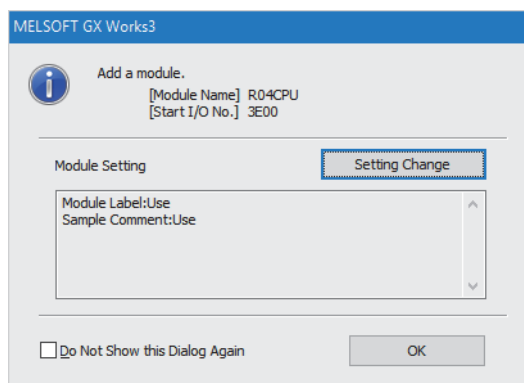 MELSOFT GX Works3
Add a module.
[Module Name] R04CPU
[Start I/O No.] 3E00
Module Setting
Setting Change
Module Label:Use
Sample Comment:Use
Do Not Show this Dialog Again
OK